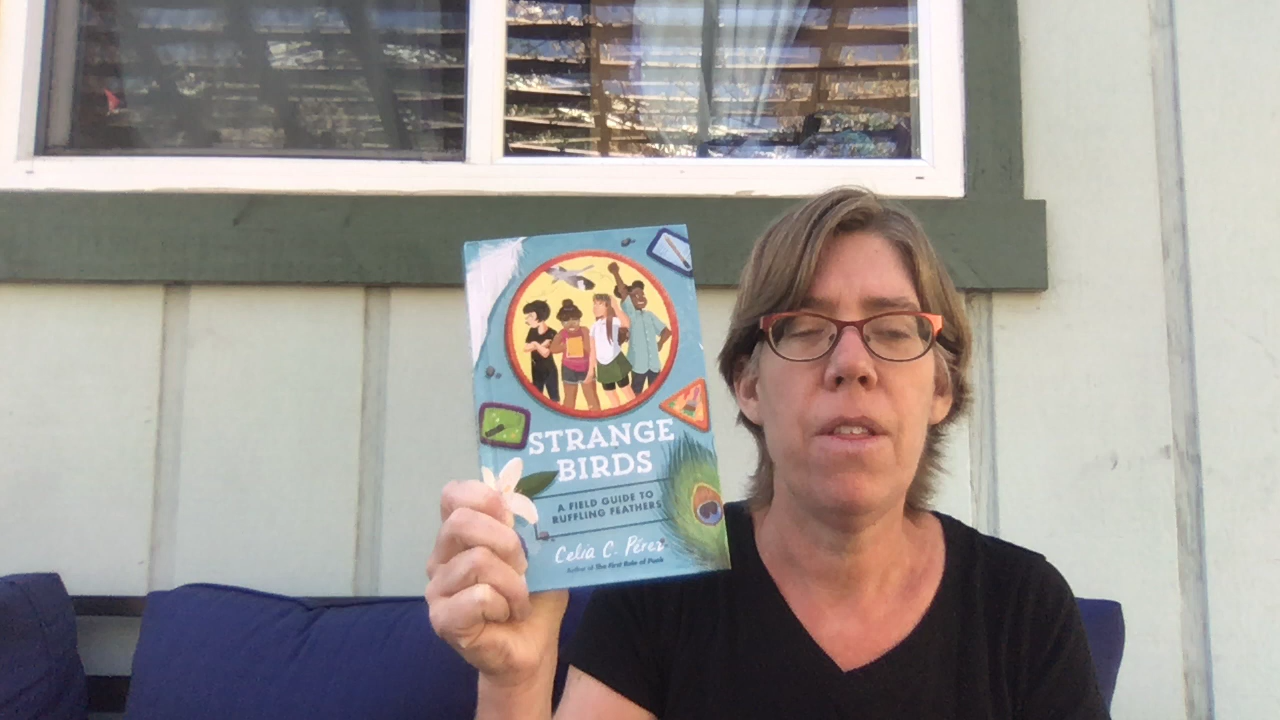 STRANGE
BIRDS
A FIELD GUIDE TO
RUFFLING FEATHERS
Celia C. Pérez
Author of The First Rule of Punk